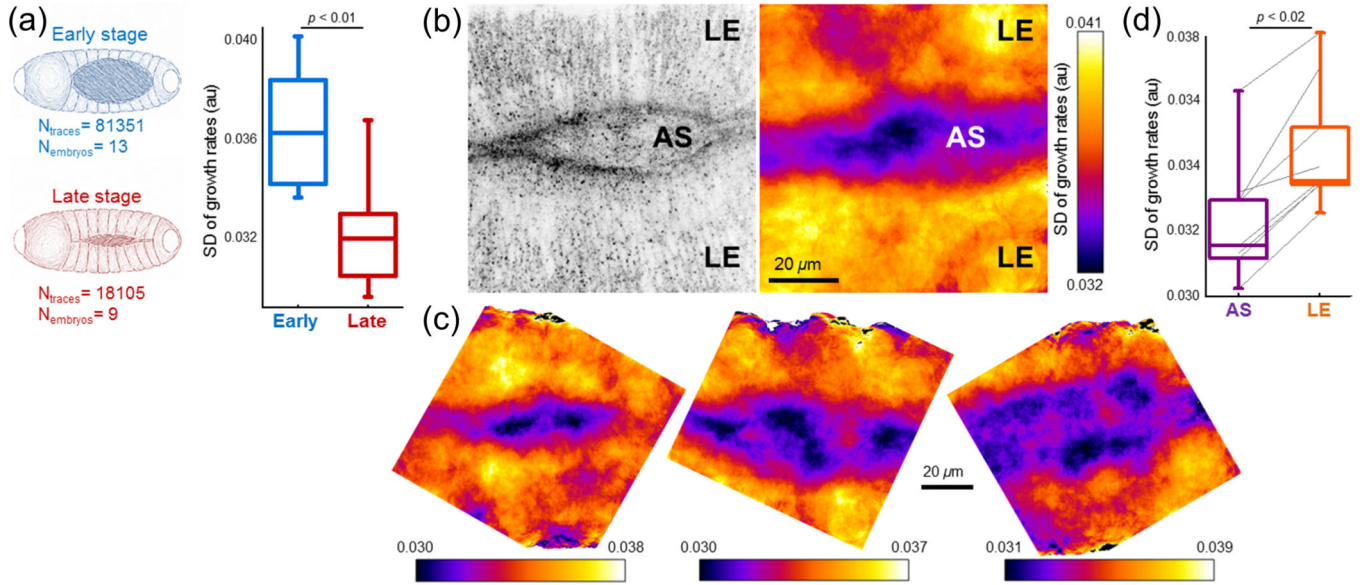 (a)
Early stage
N_traces = 81351
N_embryos = 13
Late stage
N_traces = 18105
N_embryos = 9
p < 0.01
0.040
0.036
0.032
SD of growth rates (au)
Early
Late
(b)
LE
AS
LE
LE
AS
LE
20 µm
0.041
SD of growth rates (au)
0.032
(c)
20 µm
0.030
0.038
0.030
0.037
0.031
0.039
(d)
p < 0.02
0.038
0.034
0.034
0.032
0.030
SD of growth rates (au)
AS
LE